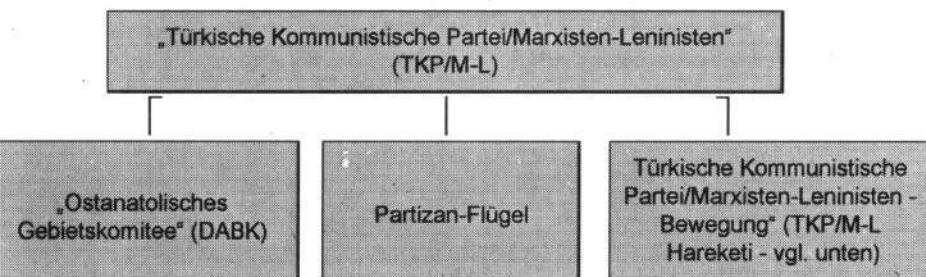 „Türkische Kommunistische Partei/Marxisten-Leninisten“
(TKP/M-L)
„Ostanatolisches
Gebietskomitee“ (DABK)
Partizan-Flügel
Türkische Kommunistische
Partei/Marxisten-Leninisten -
Bewegung“ (TKP/M-L
Hareketi - vgl. unten)